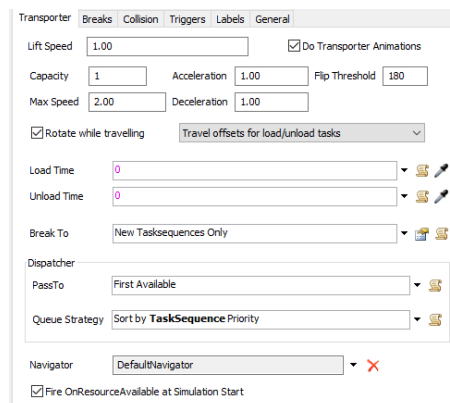 Transporter Breaks Collision Triggers Labels General
Lift Speed 1.00 Do Transporter Animations
Capacity 1 Acceleration 1.00 Flip Threshold 180
Max Speed 2.00 Deceleration 1.00
Rotate while travelling Travel offsets for load/unload tasks
Load Time 0
Unload Time 0
Break To New Tasksequences Only
Dispatcher
PassTo First Available
Queue Strategy Sort by TaskSequence Priority
Navigator DefaultNavigator
Fire OnResourceAvailable at Simulation Start